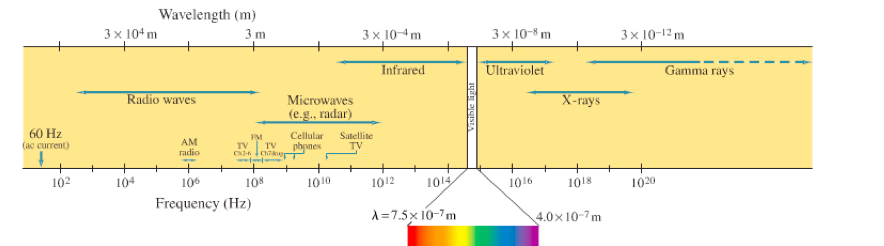 Wavelength (m)
3 × 10⁴ m 3 m 3 × 10⁻⁴ m 3 × 10⁻⁸ m 3 × 10⁻¹² m
Infrared Ultraviolet Gamma rays
Radio waves Microwaves X-rays
(e.g., radar)
Visible light
60 Hz
(ac current)
AM
radio
FM
TV
Ch2-6
TV
Cellular
phones
Satellite
TV
10² 10⁴ 10⁶ 10⁸ 10¹⁰ 10¹² 10¹⁴ 10¹⁶ 10¹⁸ 10²⁰
Frequency (Hz)
λ = 7.5 × 10⁻⁷ m 4.0 × 10⁻⁷ m